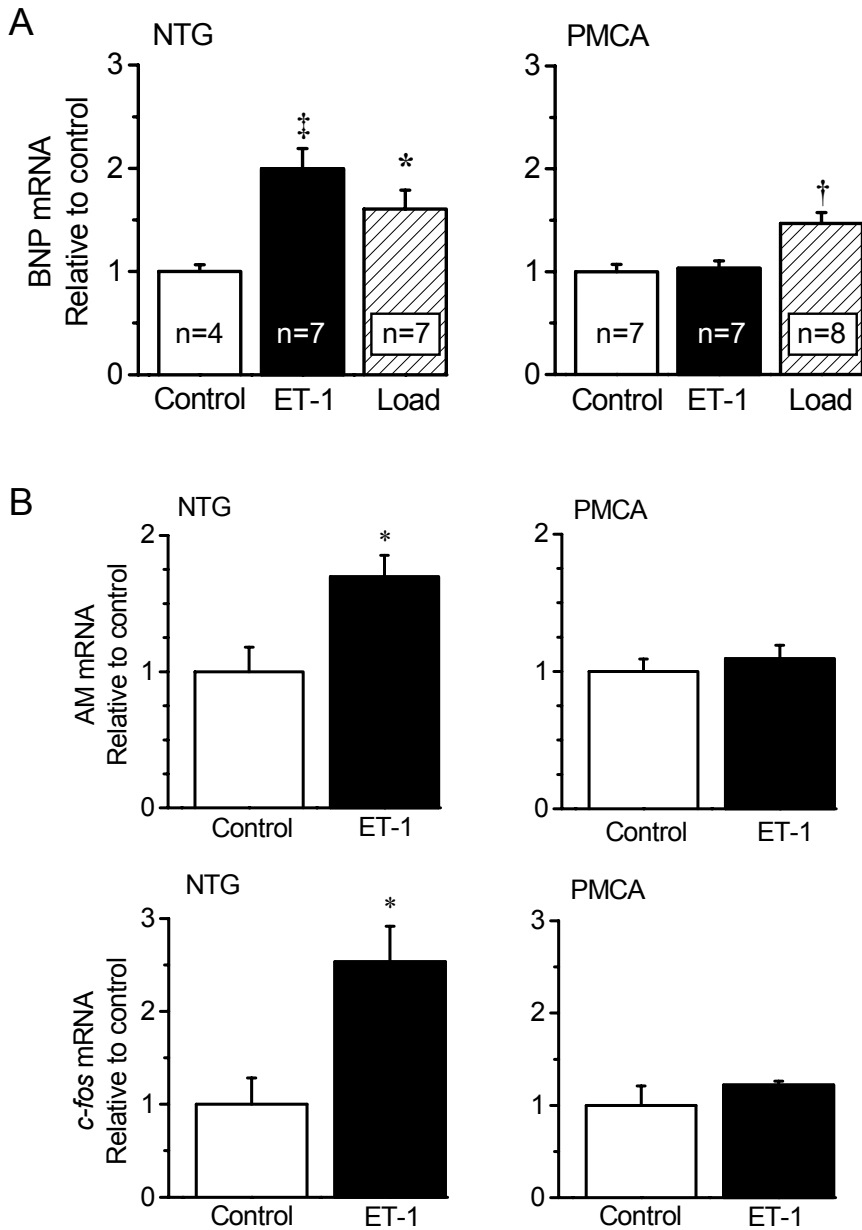 A
NTG
PMCA
BNP mRNA
Relative to control
3
2
1
0
‡
*
n=4
n=7
n=7
Control
ET-1
Load
3
2
1
0
†
n=7
n=7
n=8
Control
ET-1
Load
B
NTG
PMCA
AM mRNA
Relative to control
2
1
0
*
Control
ET-1
2
1
0
Control
ET-1
NTG
PMCA
c-fos mRNA
Relative to control
3
2
1
0
*
Control
ET-1
3
2
1
0
Control
ET-1